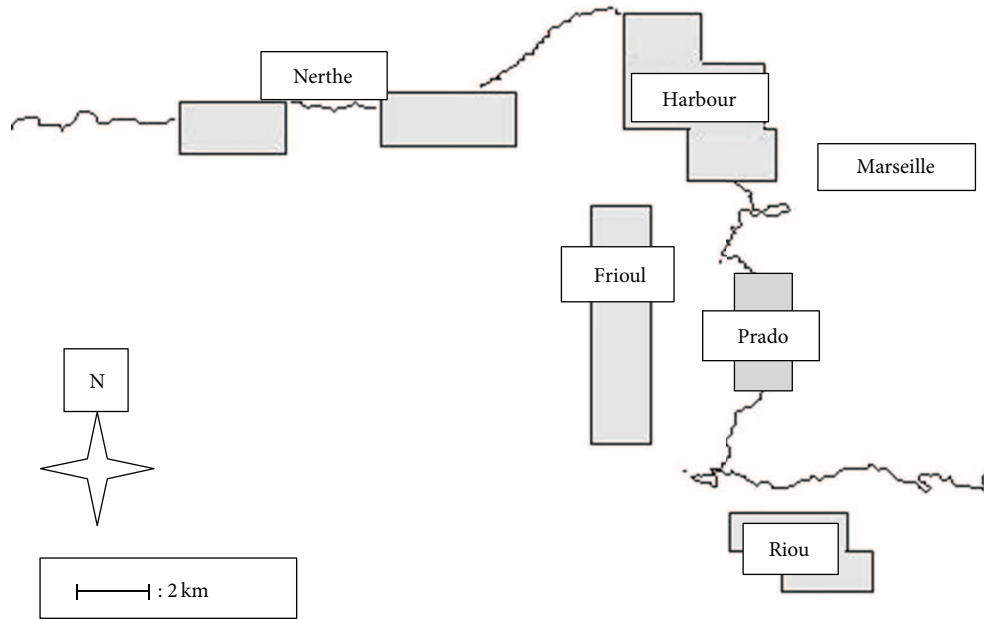 Nerthe
Harbour
Marseille
Frioul
Prado
N
Riou
: 2 km